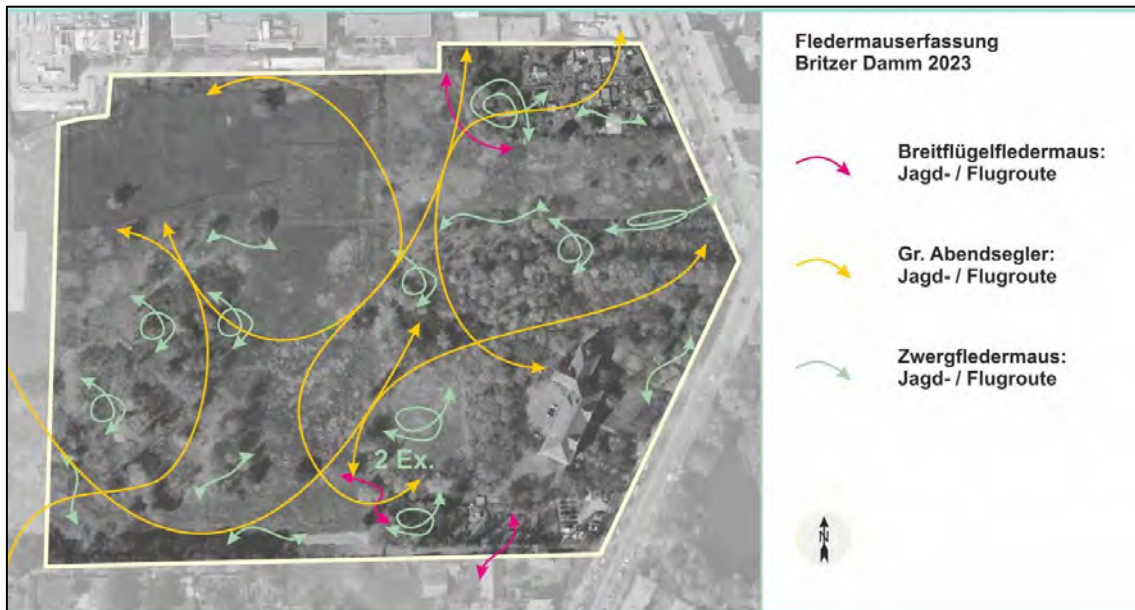 Fledermauserfassung
Britzer Damm 2023
Breitflügelfledermaus:
Jagd- / Flugroute
Gr. Abendsegler:
Jagd- / Flugroute
Zwergfledermaus:
Jagd- / Flugroute
2 Ex.
N